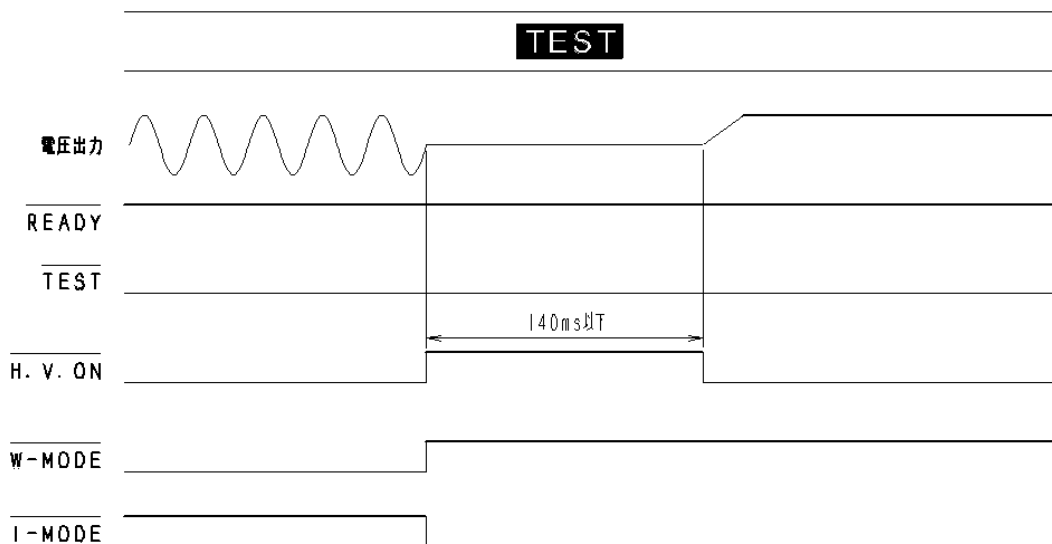 TEST
電圧出力
READY
TEST
140ms以下
H. V. ON
W-MODE
I-MODE